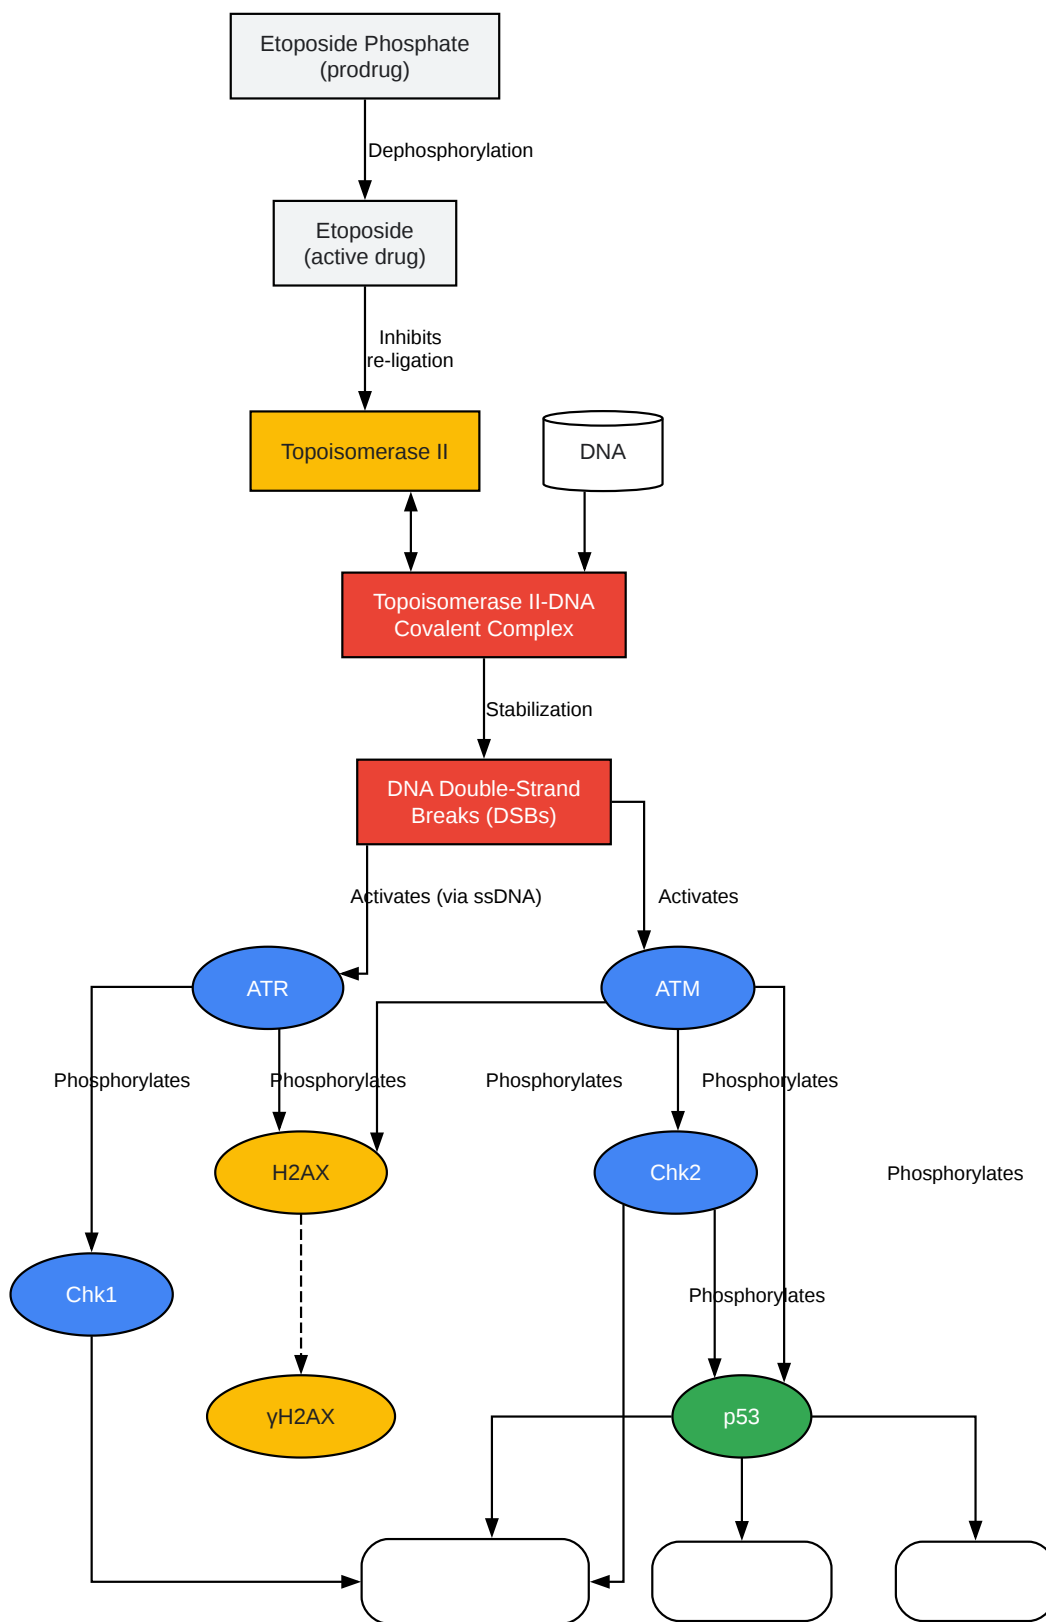 Etoposide Phosphate
(prodrug)
Dephosphorylation
Etoposide
(active drug)
Inhibits
re-ligation
Topoisomerase II
DNA
Topoisomerase II-DNA
Covalent Complex
Stabilization
DNA Double-Strand
Breaks (DSBs)
Activates (via ssDNA)
Activates
ATR
ATM
Phosphorylates
Phosphorylates
Phosphorylates
Phosphorylates
H2AX
Chk2
Phosphorylates
Chk1
Phosphorylates
γH2AX
p53